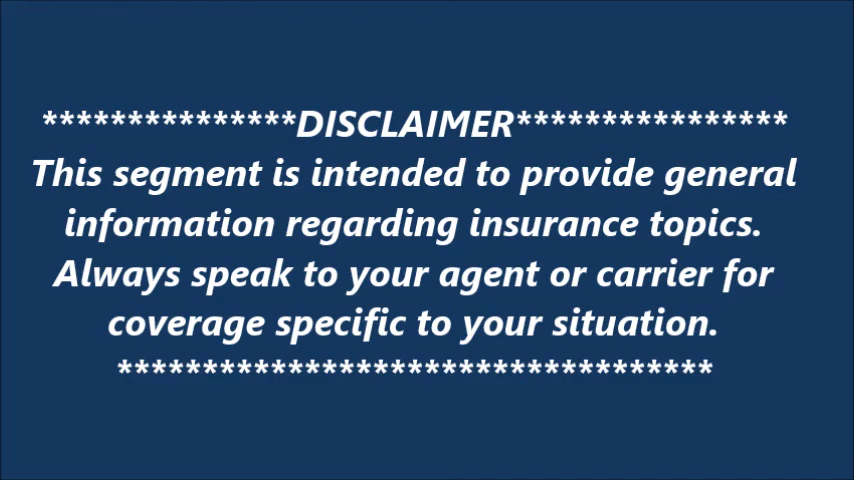 ***************DISCLAIMER****************
This segment is intended to provide general
information regarding insurance topics.
Always speak to your agent or carrier for
coverage specific to your situation.
***********************************